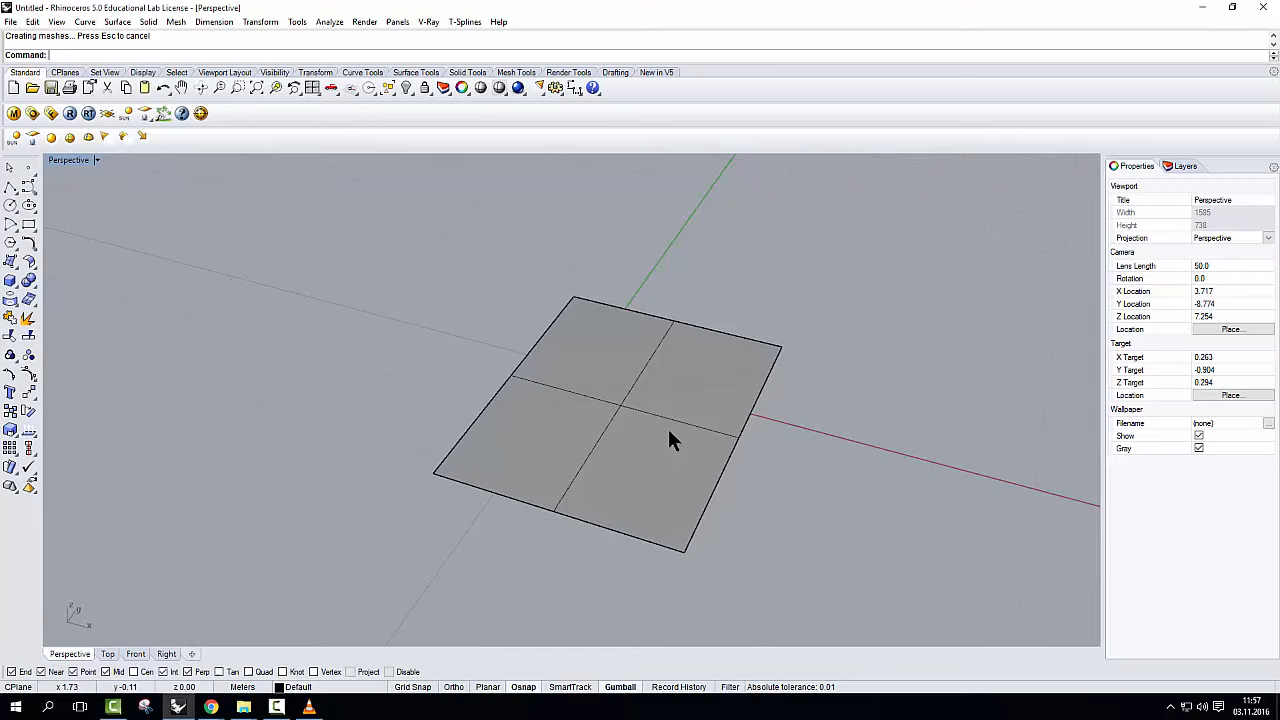 Untitled - Rhinoceros 5.0 Educational Lab License - [Perspective]
File Edit View Curve Surface Solid Mesh Dimension Transform Tools Analyze Render Panels V-Ray T-Splines Help
Creating meshes... Press Esc to cancel
Command:
Standard CPlanes Set View Display Select Viewport Layout Visibility Transform Curve Tools Surface Tools Solid Tools Mesh Tools Render Tools Drafting New in V5
M R RT SUN
SUN
Perspective
Properties Layers
Viewport
Title Perspective
Width 1585
Height 738
Projection Perspective
Camera
Lens Length 50.0
Rotation 0.0
X Location 3.717
Y Location -8.774
Z Location 7.254
Location Place...
Target
X Target 0.263
Y Target -0.904
Z Target 0.294
Location Place...
Wallpaper
Filename (none) ...
Show
Gray
z y x
Perspective Top Front Right
End Near Point Mid Cen Int Perp Tan Quad Knot Vertex Project Disable
CPlane x 1.73 y -0.11 z 0.00 Meters Default Grid Snap Ortho Planar Osnap SmartTrack Gumball Record History Filter Absolute tolerance: 0.01
11:57
03.11.2016